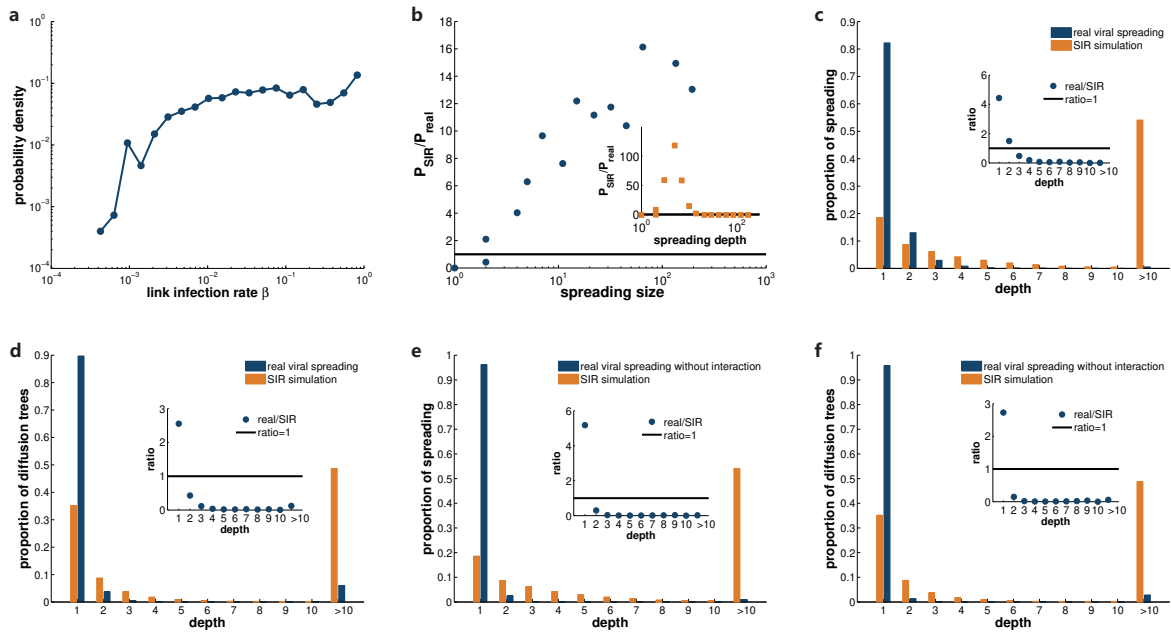 a
10^0
10^-1
10^-2
10^-3
10^-4
probability density
10^-4 10^-3 10^-2 10^-1 10^0
link infection rate β
b
18
16
14
12
10
8
6
4
2
0
P_SIR/P_real
10^0 10^1 10^2 10^3
spreading size
100
50
0
P_SIR/P_real
10^0 10^2
spreading depth
c
0.9
0.8
0.7
0.6
0.5
0.4
0.3
0.2
0.1
0
proportion of spreading
1 2 3 4 5 6 7 8 9 10 >10
depth
real viral spreading
SIR simulation
6
4
2
0
ratio
real/SIR
ratio=1
1 2 3 4 5 6 7 8 9 10 >10
depth
d
0.9
0.8
0.7
0.6
0.5
0.4
0.3
0.2
0.1
0
proportion of diffusion trees
1 2 3 4 5 6 7 8 9 10 >10
depth
real viral spreading
SIR simulation
3
2
1
0
ratio
real/SIR
ratio=1
1 2 3 4 5 6 7 8 9 10 >10
depth
e
1
0.9
0.8
0.7
0.6
0.5
0.4
0.3
0.2
0.1
0
proportion of spreading
1 2 3 4 5 6 7 8 9 10 >10
depth
real viral spreading without interaction
SIR simulation
6
4
2
0
ratio
real/SIR
ratio=1
1 2 3 4 5 6 7 8 9 10 >10
depth
f
1
0.9
0.8
0.7
0.6
0.5
0.4
0.3
0.2
0.1
0
proportion of diffusion trees
1 2 3 4 5 6 7 8 9 10 >10
depth
real viral spreading without interaction
SIR simulation
3
2
1
0
ratio
real/SIR
ratio=1
1 2 3 4 5 6 7 8 9 10 >10
depth